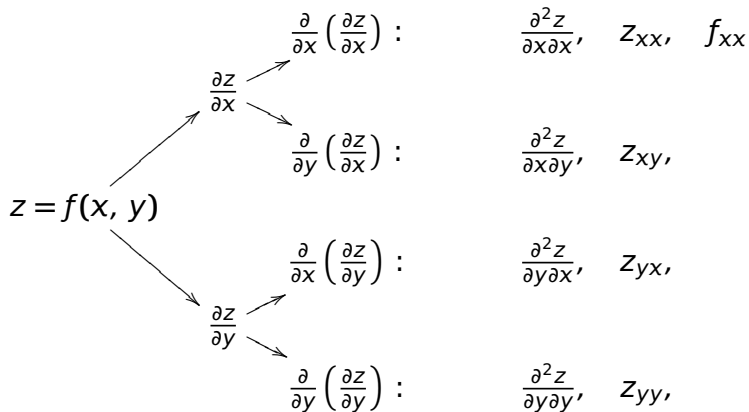 ∂/∂x (∂z/∂x) : ∂²z/∂x∂x, z_xx, f_xx
∂z/∂x
∂/∂y (∂z/∂x) : ∂²z/∂x∂y, z_xy,
z = f(x, y)
∂/∂x (∂z/∂y) : ∂²z/∂y∂x, z_yx,
∂z/∂y
∂/∂y (∂z/∂y) : ∂²z/∂y∂y, z_yy,